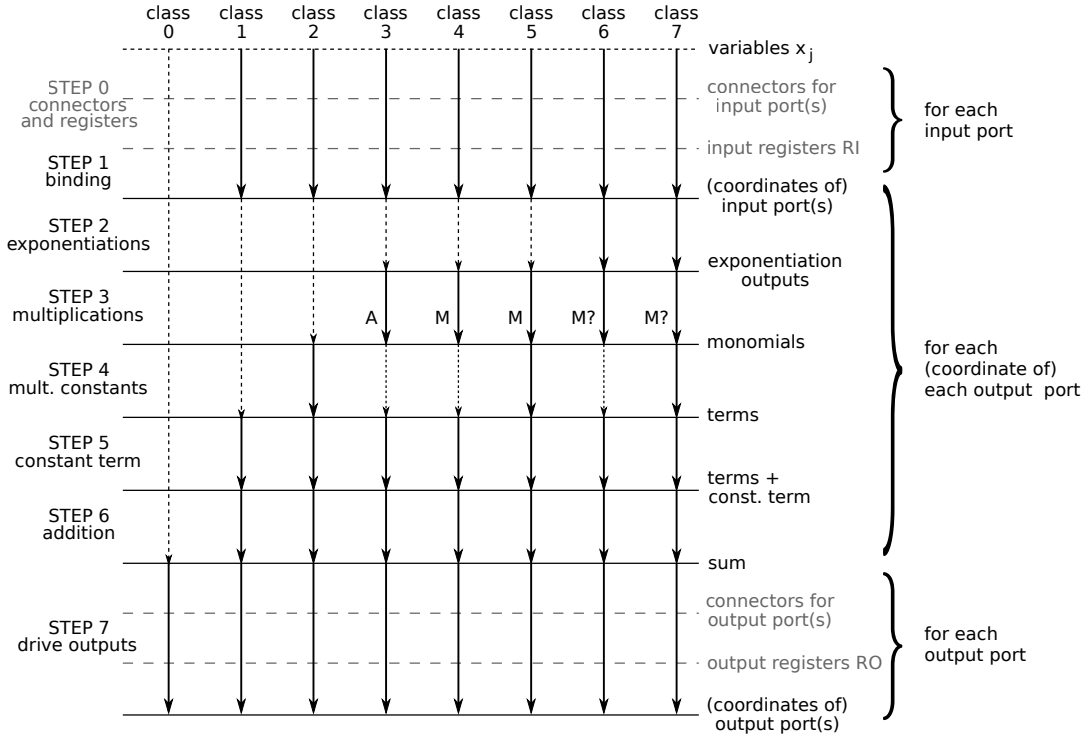 class class class class class class class class
0 1 2 3 4 5 6 7
variables x_j
STEP 0
connectors
and registers
connectors for
input port(s)
for each
input port
input registers RI
STEP 1
binding
(coordinates of)
input port(s)
STEP 2
exponentiations
exponentiation
outputs
STEP 3
multiplications
A M M M? M?
monomials
for each
(coordinate of)
each output port
STEP 4
mult. constants
terms
STEP 5
constant term
terms +
const. term
STEP 6
addition
sum
connectors for
output port(s)
STEP 7
drive outputs
for each
output port
output registers RO
(coordinates of)
output port(s)